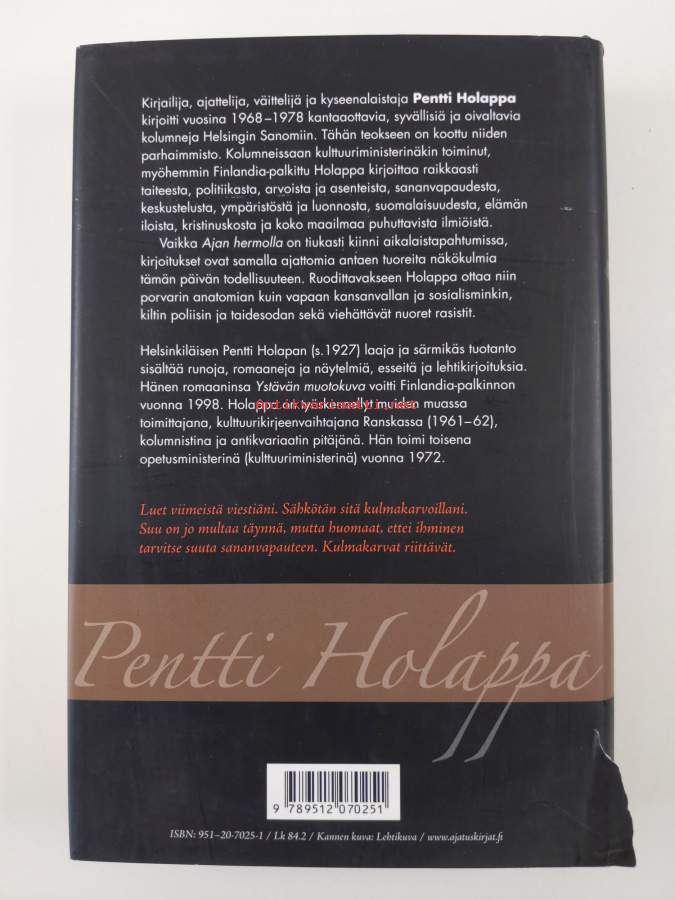 Kirjailija, ajattelija, väittelijä ja kyseenalaistaja Pentti Holappa
kirjoitti vuosina 1968–1978 kantaaottavia, syvällisiä ja oivaltavia
kolumneja Helsingin Sanomiin. Tähän teokseen on koottu niiden
parhaimmisto. Kolumneissaan kulttuuriministerinäkin toiminut,
myöhemmin Finlandia-palkittu Holappa kirjoittaa raikkaasti
taiteesta, politiikasta, arvoista ja asenteista, sananvapaudesta,
keskustelusta, ympäristöstä ja luonnosta, suomalaisuudesta, elämän
iloista, kristinuskosta ja koko maailmaa puhuttavista ilmiöistä.
Vaikka Ajan hermolla on tiukasti kiinni aikalaistapahtumissa,
kirjoitukset ovat samalla ajattomia antaen tuoreita näkökulmia
tämän päivän todellisuuteen. Ruodittavakseen Holappa ottaa niin
porvarin anatomian kuin vapaan kansanvallan ja sosialisminkin,
kiltin poliisin ja taidesodan sekä viehättävät nuoret rasistit.
Helsinkiläisen Pentti Holapan (s.1927) laaja ja särmikäs tuotanto
sisältää runoja, romaaneja ja näytelmiä, esseitä ja lehtikirjoituksia.
Hänen romaaninsa Ystävän muotokuva voitti Finlandia-palkinnon
vuonna 1998. Holappa on työskennellyt muiden muassa
Antikvariaatti.net
toimittajana, kulttuurikirjeenvaihtajana Ranskassa (1961–62),
kolumnistina ja antikvariaatin pitäjänä. Hän toimi toisena
opetusministerinä (kulttuuriministerinä) vuonna 1972.
Luet viimeistä viestiäni. Sähkötän sitä kulmakarvoillani.
Suu on jo multaa täynnä, mutta huomaat, ettei ihminen
tarvitse suuta sananvapauteen. Kulmakarvat riittävät.
Pentti Holappa
9 789512 070251
ISBN: 951–20-7025-1 / Lk 84.2 / Kannen kuva: Lehtikuva / www.ajatuskirjat.fi